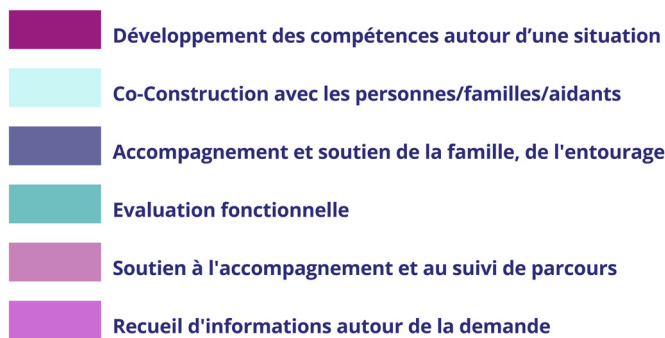 Développement des compétences autour d’une situation
Co-Construction avec les personnes/familles/aidants
Accompagnement et soutien de la famille, de l'entourage
Evaluation fonctionnelle
Soutien à l'accompagnement et au suivi de parcours
Recueil d'informations autour de la demande